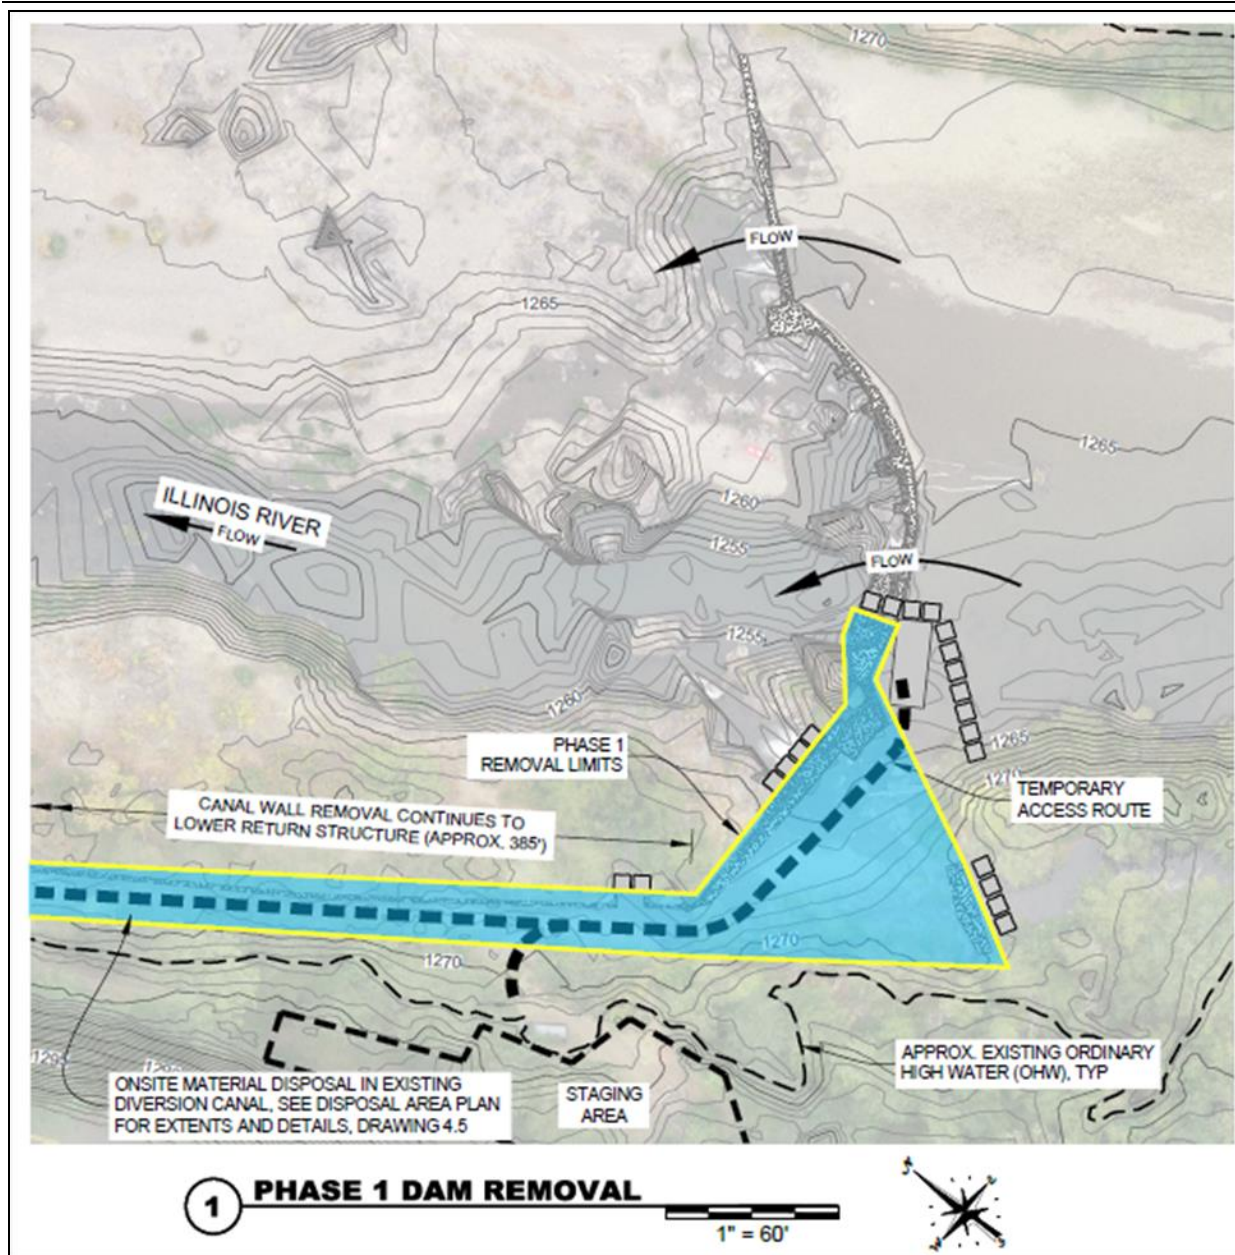 1270
FLOW
1265
1265
1260
ILLINOIS RIVER
FLOW
1255
FLOW
1255
1260
PHASE 1
REMOVAL LIMITS
1265
1270
TEMPORARY
ACCESS ROUTE
CANAL WALL REMOVAL CONTINUES TO
LOWER RETURN STRUCTURE (APPROX. 385')
1270
1270
APPROX. EXISTING ORDINARY
HIGH WATER (OHW), TYP
ONSITE MATERIAL DISPOSAL IN EXISTING
DIVERSION CANAL, SEE DISPOSAL AREA PLAN
FOR EXTENTS AND DETAILS, DRAWING 4.5
STAGING
AREA
1
PHASE 1 DAM REMOVAL
1" = 60'